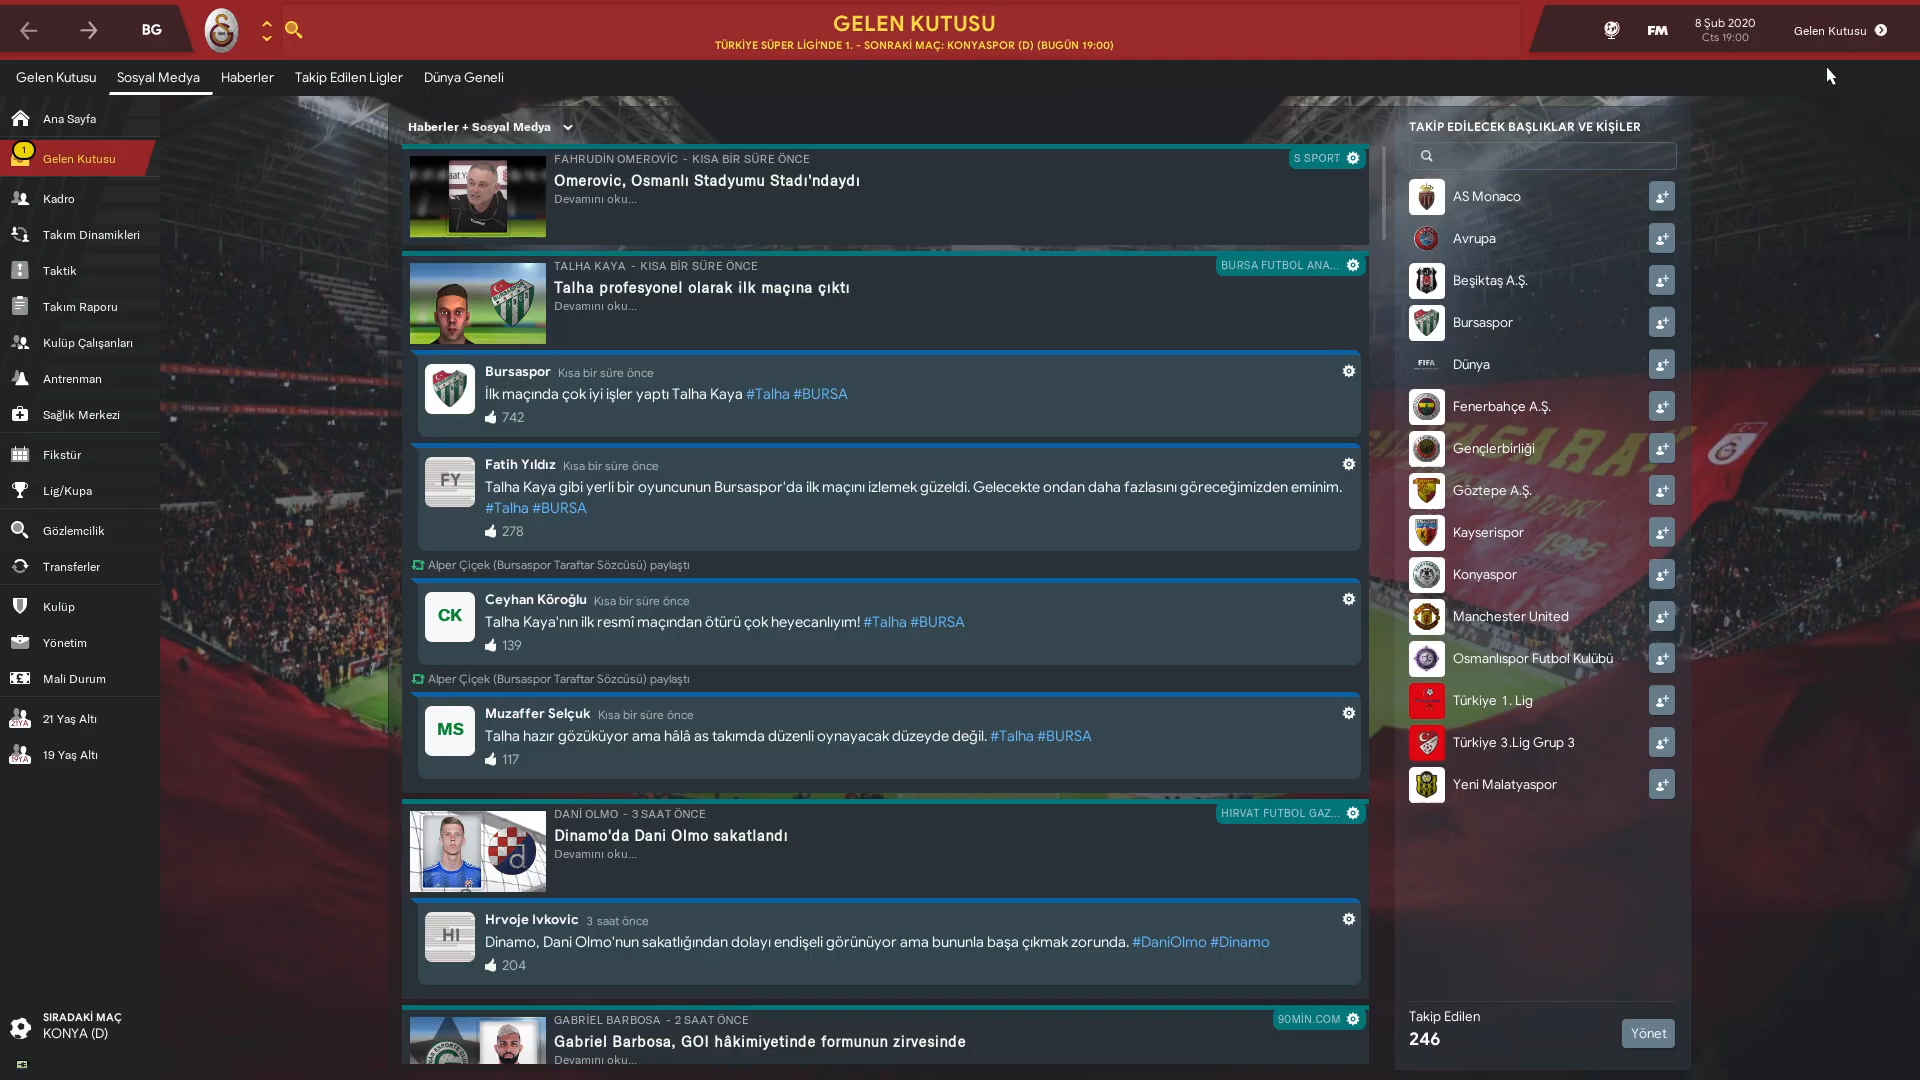 BG
GELEN KUTUSU
TÜRKİYE SÜPER LİGİ'NDE 1. - SONRAKİ MAÇ: KONYASPOR (D) (BUGÜN 19:00)
FM
8 Şub 2020
Cts 19:00
Gelen Kutusu
Gelen Kutusu
Sosyal Medya
Haberler
Takip Edilen Ligler
Dünya Geneli
Ana Sayfa
1
Gelen Kutusu
Kadro
Takım Dinamikleri
Taktik
Takım Raporu
Kulüp Çalışanları
Antrenman
Sağlık Merkezi
Fikstür
Lig/Kupa
Gözlemcilik
Transferler
Kulüp
Yönetim
Mali Durum
21YA
21 Yaş Altı
19YA
19 Yaş Altı
SIRADAKİ MAÇ
KONYA (D)
Haberler + Sosyal Medya
FAHRUDİN OMEROVİC - KISA BİR SÜRE ÖNCE
S SPORT
Omerovic, Osmanlı Stadyumu Stadı'ndaydı
Devamını oku...
TALHA KAYA - KISA BİR SÜRE ÖNCE
BURSA FUTBOL ANA...
Talha profesyonel olarak ilk maçına çıktı
Devamını oku...
Bursaspor Kısa bir süre önce
İlk maçında çok iyi işler yaptı Talha Kaya #Talha #BURSA
742
FY
Fatih Yıldız Kısa bir süre önce
Talha Kaya gibi yerli bir oyuncunun Bursaspor'da ilk maçını izlemek güzeldi. Gelecekte ondan daha fazlasını göreceğimizden eminim.
#Talha #BURSA
278
Alper Çiçek (Bursaspor Taraftar Sözcüsü) paylaştı
CK
Ceyhan Köroğlu Kısa bir süre önce
Talha Kaya'nın ilk resmî maçından ötürü çok heyecanlıyım! #Talha #BURSA
139
Alper Çiçek (Bursaspor Taraftar Sözcüsü) paylaştı
MS
Muzaffer Selçuk Kısa bir süre önce
Talha hazır gözüküyor ama hâlâ as takımda düzenli oynayacak düzeyde değil. #Talha #BURSA
117
DANİ OLMO - 3 SAAT ÖNCE
HIRVAT FUTBOL GAZ...
Dinamo'da Dani Olmo sakatlandı
Devamını oku...
HI
Hrvoje Ivkovic 3 saat önce
Dinamo, Dani Olmo'nun sakatlığından dolayı endişeli görünüyor ama bununla başa çıkmak zorunda. #DaniOlmo #Dinamo
204
GABRİEL BARBOSA - 2 SAAT ÖNCE
90MİN.COM
Gabriel Barbosa, GOI hâkimiyetinde formunun zirvesinde
Devamını oku...
TAKİP EDİLECEK BAŞLIKLAR VE KİŞİLER
AS Monaco
Avrupa
Beşiktaş A.Ş.
Bursaspor
FIFA
Dünya
Fenerbahçe A.Ş.
Gençlerbirliği
Göztepe A.Ş.
Kayserispor
Konyaspor
Manchester United
Osmanlıspor Futbol Kulübü
Türkiye 1. Lig
Türkiye 3.Lig Grup 3
Yeni Malatyaspor
Takip Edilen
246
Yönet